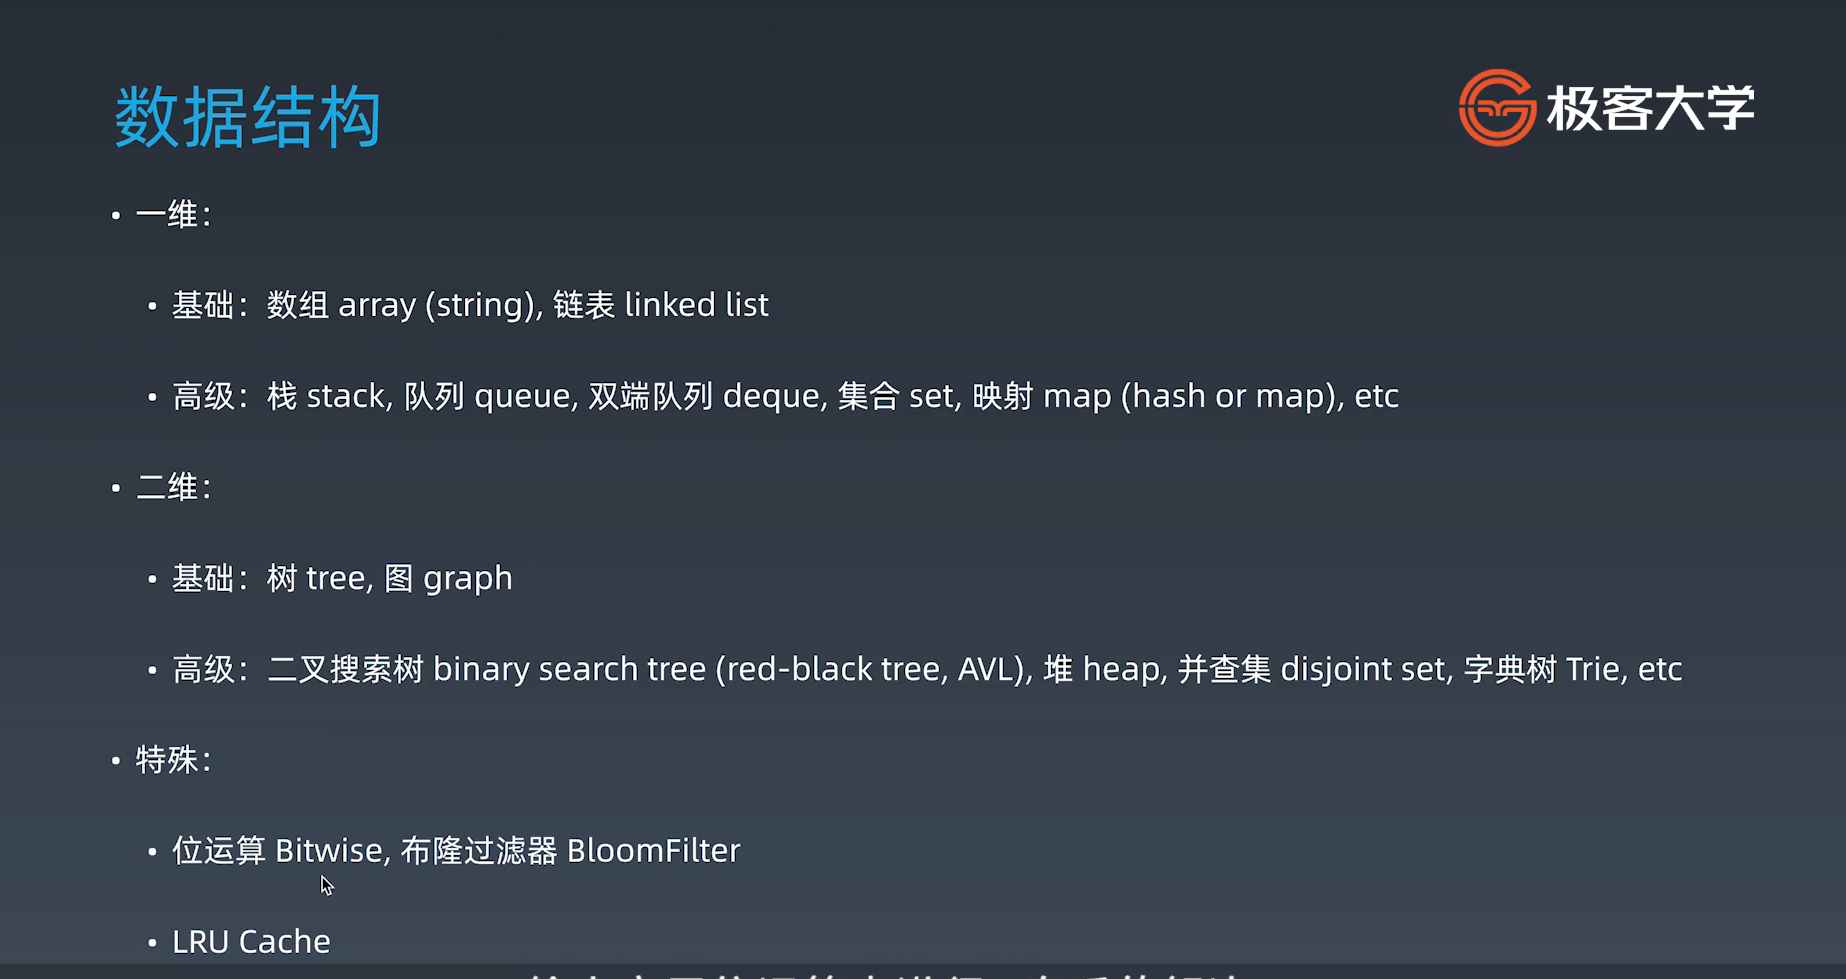 数据结构
极客大学
• 一维：
• 基础：数组 array (string), 链表 linked list
• 高级：栈 stack, 队列 queue, 双端队列 deque, 集合 set, 映射 map (hash or map), etc
• 二维：
• 基础：树 tree, 图 graph
• 高级：二叉搜索树 binary search tree (red-black tree, AVL), 堆 heap, 并查集 disjoint set, 字典树 Trie, etc
• 特殊：
• 位运算 Bitwise, 布隆过滤器 BloomFilter
• LRU Cache